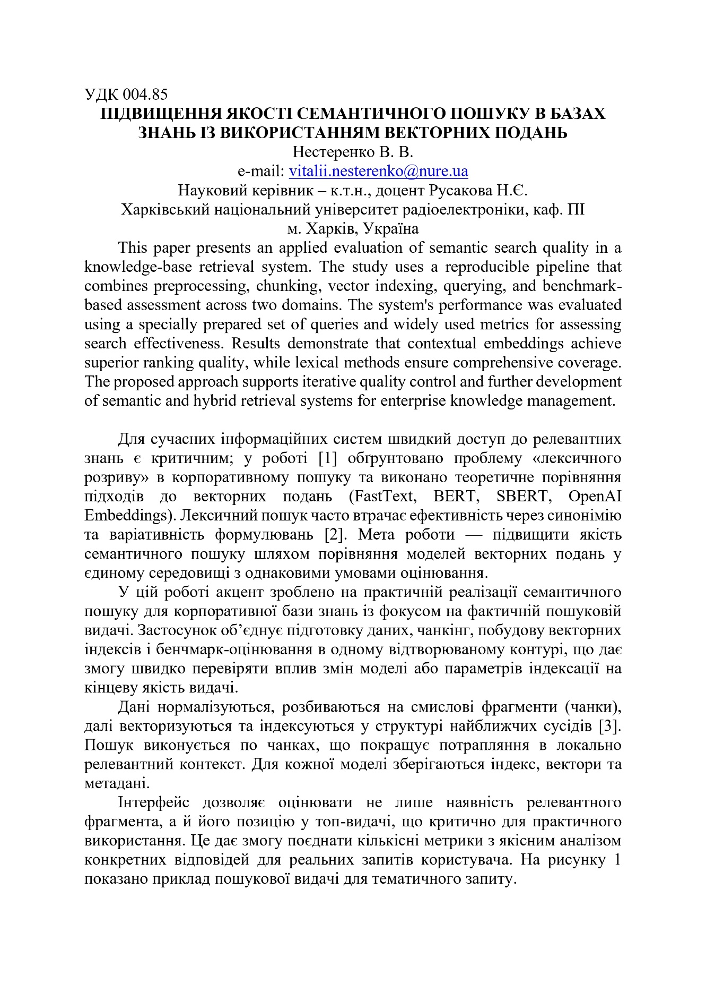 УДК 004.85
ПІДВИЩЕННЯ ЯКОСТІ СЕМАНТИЧНОГО ПОШУКУ В БАЗАХ
ЗНАНЬ ІЗ ВИКОРИСТАННЯМ ВЕКТОРНИХ ПОДАНЬ
Нестеренко В. В.
e-mail: vitalii.nesterenko@nure.ua
Науковий керівник – к.т.н., доцент Русакова Н.Є.
Харківський національний університет радіоелектроніки, каф. ПІ
м. Харків, Україна
This paper presents an applied evaluation of semantic search quality in a
knowledge-base retrieval system. The study uses a reproducible pipeline that
combines preprocessing, chunking, vector indexing, querying, and benchmark-
based assessment across two domains. The system's performance was evaluated
using a specially prepared set of queries and widely used metrics for assessing
search effectiveness. Results demonstrate that contextual embeddings achieve
superior ranking quality, while lexical methods ensure comprehensive coverage.
The proposed approach supports iterative quality control and further development
of semantic and hybrid retrieval systems for enterprise knowledge management.
Для сучасних інформаційних систем швидкий доступ до релевантних
знань є критичним; у роботі [1] обґрунтовано проблему «лексичного
розриву» в корпоративному пошуку та виконано теоретичне порівняння
підходів до векторних подань (FastText, BERT, SBERT, OpenAI
Embeddings). Лексичний пошук часто втрачає ефективність через синонімію
та варіативність формулювань [2]. Мета роботи — підвищити якість
семантичного пошуку шляхом порівняння моделей векторних подань у
єдиному середовищі з однаковими умовами оцінювання.
У цій роботі акцент зроблено на практичній реалізації семантичного
пошуку для корпоративної бази знань із фокусом на фактичній пошуковій
видачі. Застосунок об’єднує підготовку даних, чанкінг, побудову векторних
індексів і бенчмарк-оцінювання в одному відтворюваному контурі, що дає
змогу швидко перевіряти вплив змін моделі або параметрів індексації на
кінцеву якість видачі.
Дані нормалізуються, розбиваються на смислові фрагменти (чанки),
далі векторизуються та індексуються у структурі найближчих сусідів [3].
Пошук виконується по чанках, що покращує потрапляння в локально
релевантний контекст. Для кожної моделі зберігаються індекс, вектори та
метадані.
Інтерфейс дозволяє оцінювати не лише наявність релевантного
фрагмента, а й його позицію у топ-видачі, що критично для практичного
використання. Це дає змогу поєднати кількісні метрики з якісним аналізом
конкретних відповідей для реальних запитів користувача. На рисунку 1
показано приклад пошукової видачі для тематичного запиту.